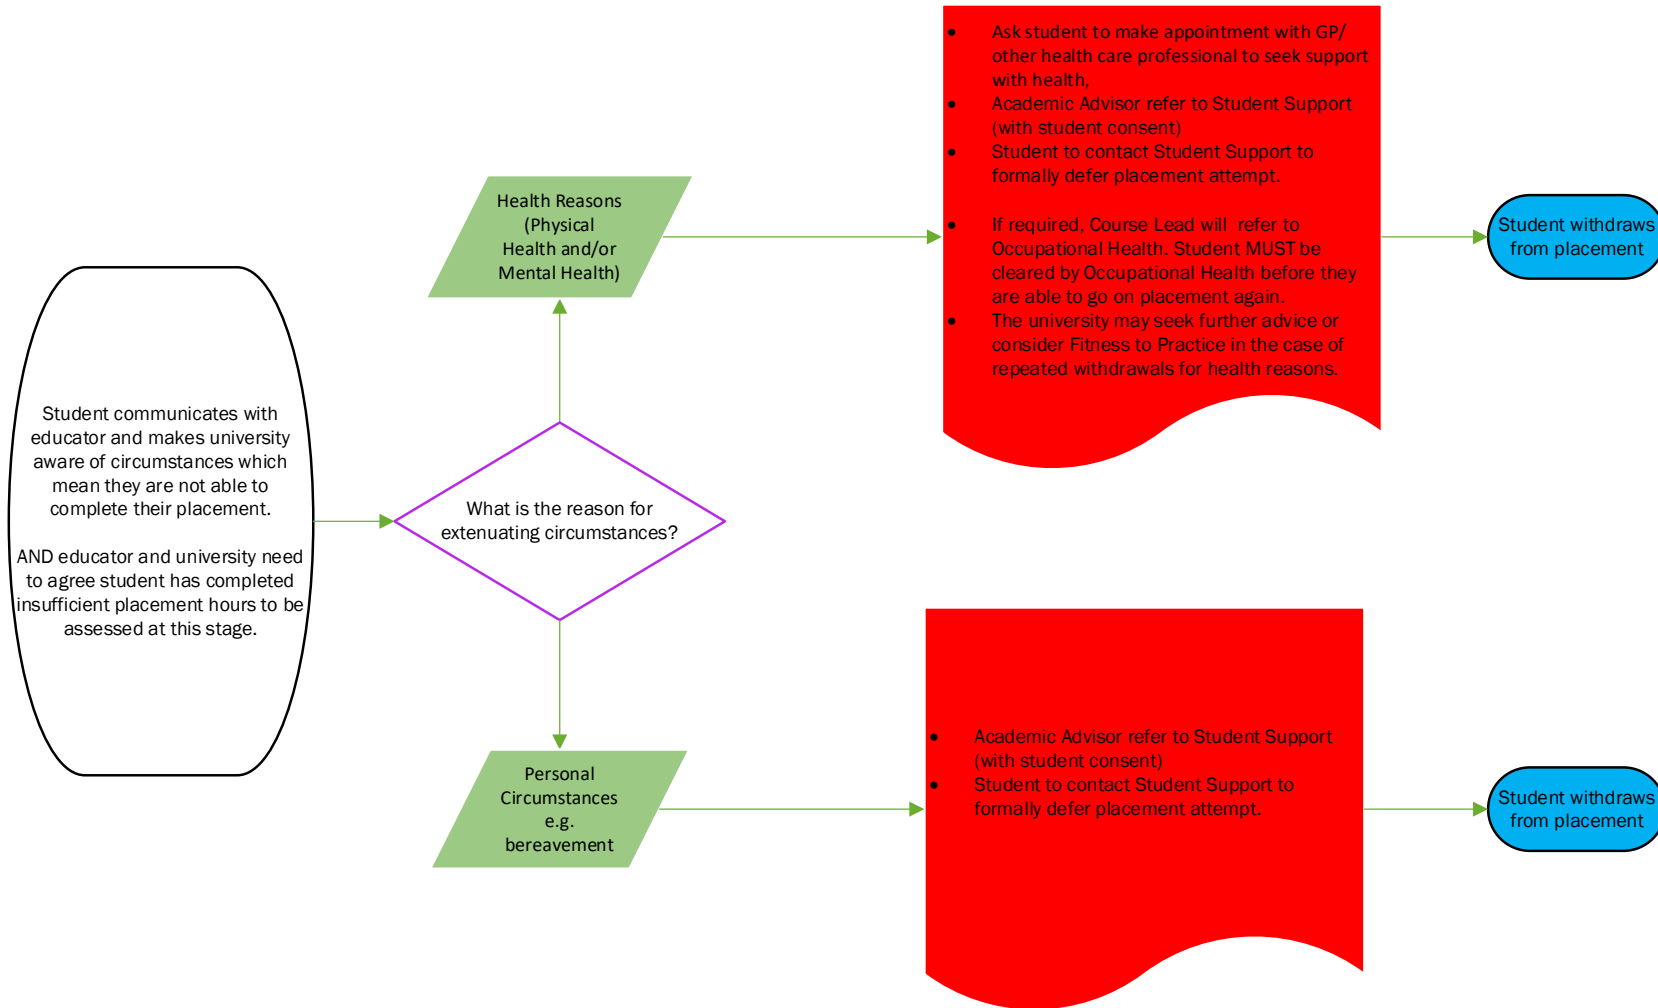 Student communicates with
educator and makes university
aware of circumstances which
mean they are not able to
complete their placement.
AND educator and university need
to agree student has completed
insufficient placement hours to be
assessed at this stage.
What is the reason for
extenuating circumstances?
Health Reasons
(Physical
Health and/or
Mental Health)
• Ask student to make appointment with GP/
other health care professional to seek support
with health,
• Academic Advisor refer to Student Support
(with student consent)
• Student to contact Student Support to
formally defer placement attempt.
• If required, Course Lead will  refer to
Occupational Health. Student MUST be
cleared by Occupational Health before they
are able to go on placement again.
• The university may seek further advice or
consider Fitness to Practice in the case of
repeated withdrawals for health reasons.
Student withdraws
from placement
Personal
Circumstances
e.g.
bereavement
• Academic Advisor refer to Student Support
(with student consent)
• Student to contact Student Support to
formally defer placement attempt.
Student withdraws
from placement